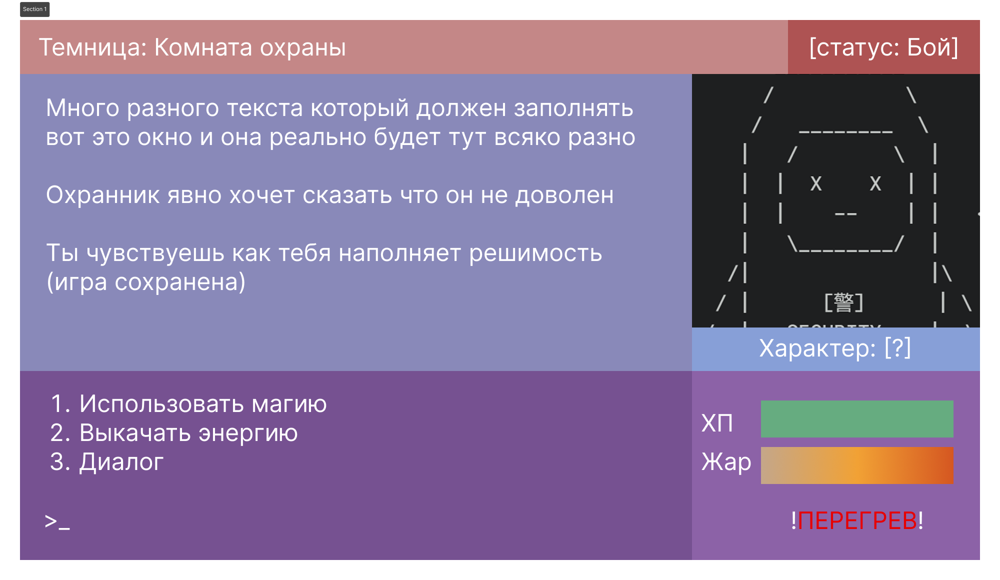 Section 1
Темница: Комната охраны
[статус: Бой]
Много разного текста который должен заполнять
вот это окно и она реально будет тут всяко разно
Охранник явно хочет сказать что он не доволен
Ты чувствуешь как тебя наполняет решимость
(игра сохранена)
X X
[警]
SECURITY
Характер: [?]
1. Использовать магию
2. Выкачать энергию
3. Диалог
>_
ХП
Жар
!ПЕРЕГРЕВ!